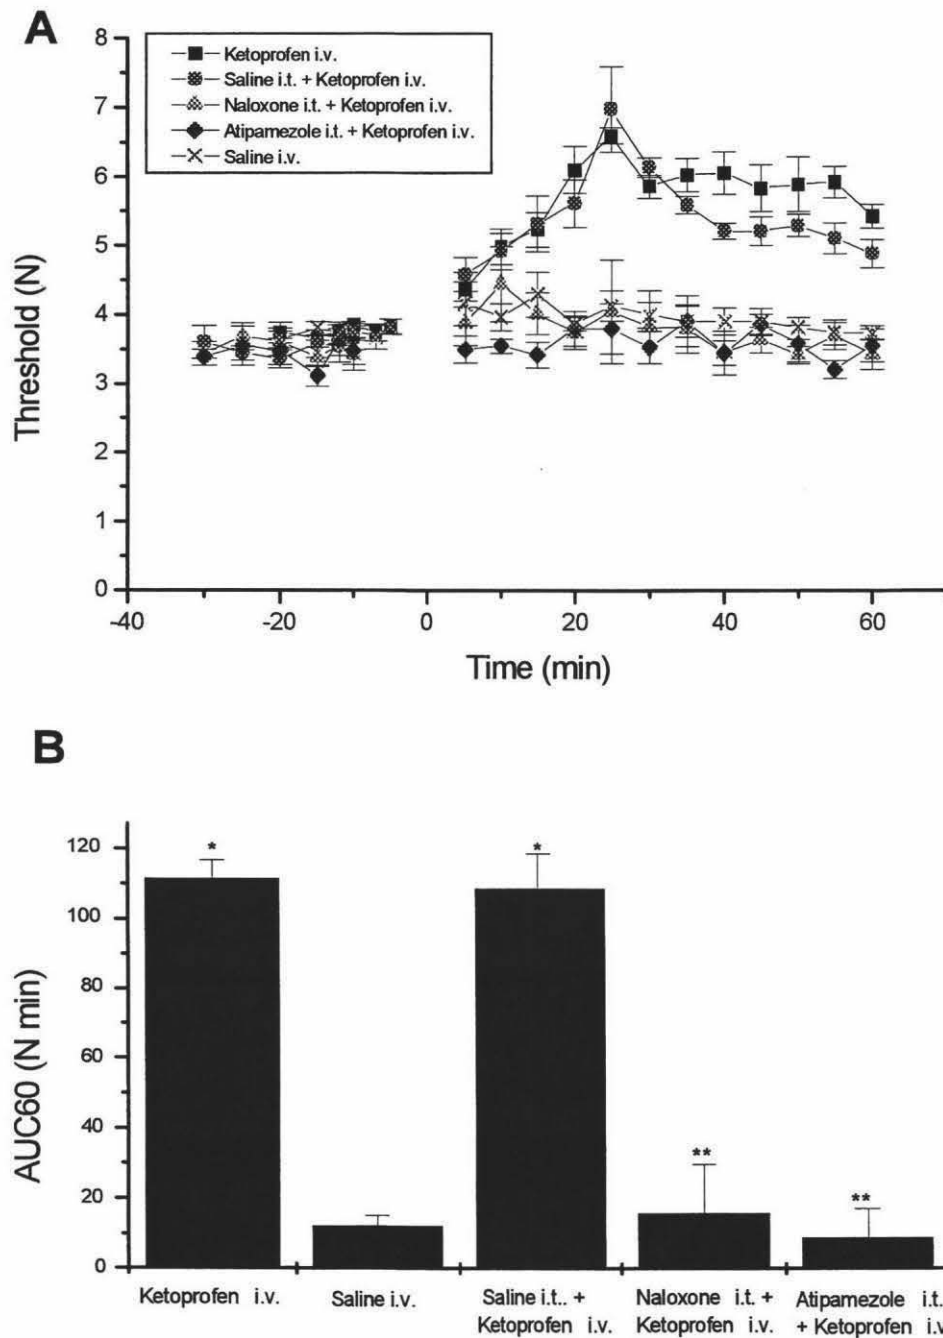 A
8
7
6
5
4
3
2
1
0
Threshold (N)
Ketoprofen i.v.
Saline i.t. + Ketoprofen i.v.
Naloxone i.t. + Ketoprofen i.v.
Atipamezole i.t. + Ketoprofen i.v.
Saline i.v.
-40 -20 0 20 40 60
Time (min)
B
120
100
80
60
40
20
0
AUC60 (N min)
* * ** **
Ketoprofen i.v.
Saline i.v.
Saline i.t.. +
Ketoprofen i.v.
Naloxone i.t. +
Ketoprofen i.v.
Atipamezole i.t.
+ Ketoprofen i.v.